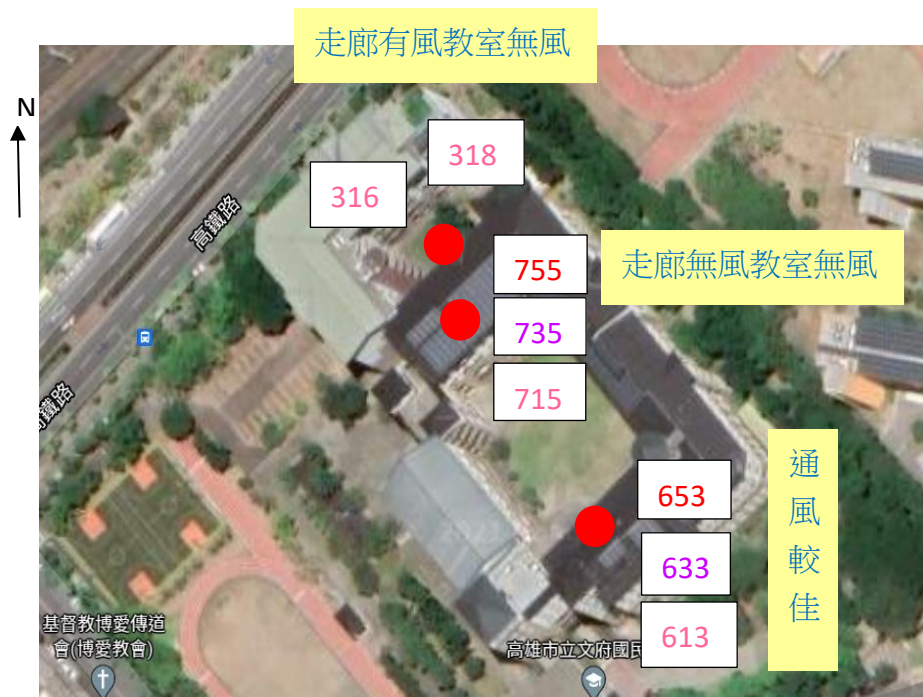 走廊有風教室無風
N
318
316
高鐵路
755
走廊無風教室無風
735
715
高鐵路
通風較佳
653
633
613
基督教博愛傳道
會(博愛教會)
高雄市立文府國民